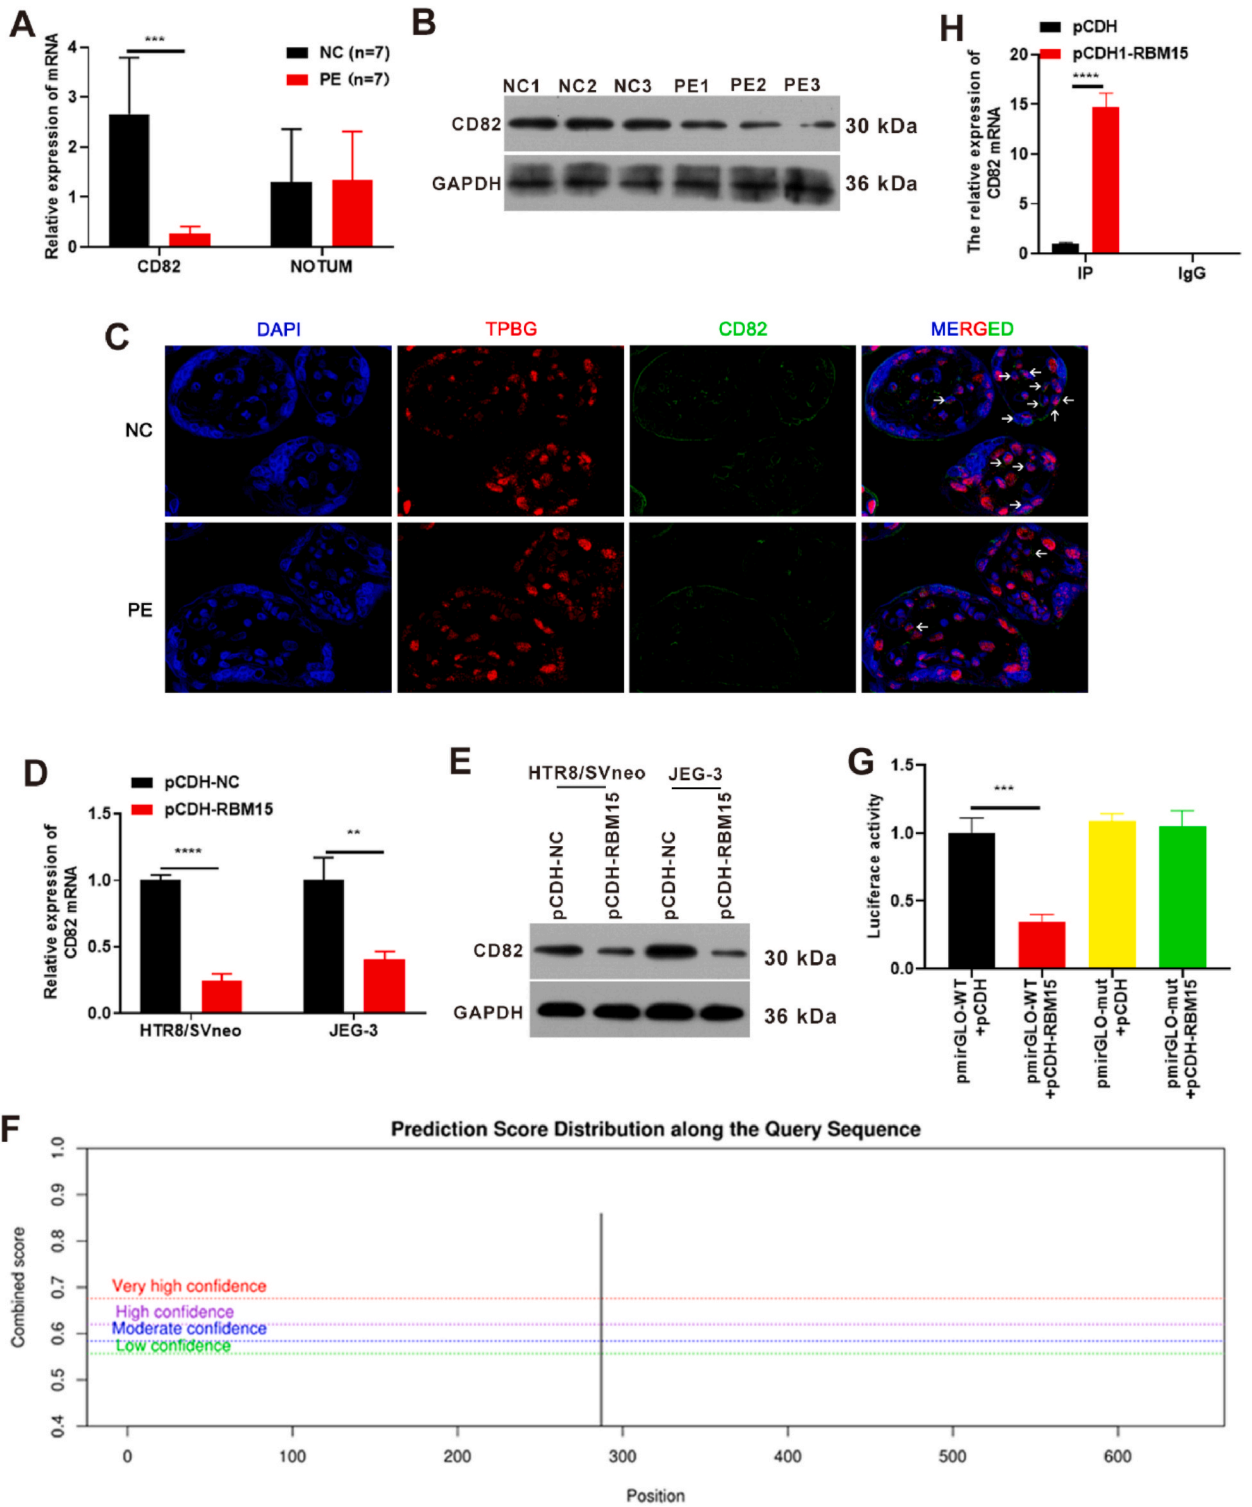 A
Relative expression of mRNA
4
3
2
1
0
***
NC (n=7)
PE (n=7)
CD82
NOTUM
B
NC1 NC2 NC3 PE1 PE2 PE3
CD82
30 kDa
GAPDH
36 kDa
H
pCDH
pCDH1-RBM15
The relative expression of
CD82 mRNA
20
15
10
5
0
****
IP
IgG
C
DAPI
TPBG
CD82
MERGED
NC
PE
D
pCDH-NC
pCDH-RBM15
Relative expression of
CD82 mRNA
1.5
1.0
0.5
0.0
****
**
HTR8/SVneo
JEG-3
E
HTR8/SVneo
JEG-3
pCDH-NC
pCDH-RBM15
pCDH-NC
pCDH-RBM15
CD82
30 kDa
GAPDH
36 kDa
G
Luciferace activity
1.5
1.0
0.5
0.0
***
pmirGLO-WT
+pCDH
pmirGLO-WT
+pCDH-RBM15
pmirGLO-mut
+pCDH
pmirGLO-mut
+pCDH-RBM15
F
Prediction Score Distribution along the Query Sequence
Combined score
1.0
0.9
0.8
0.7
0.6
0.5
0.4
Very high confidence
High confidence
Moderate confidence
Low confidence
0
100
200
300
400
500
600
Position